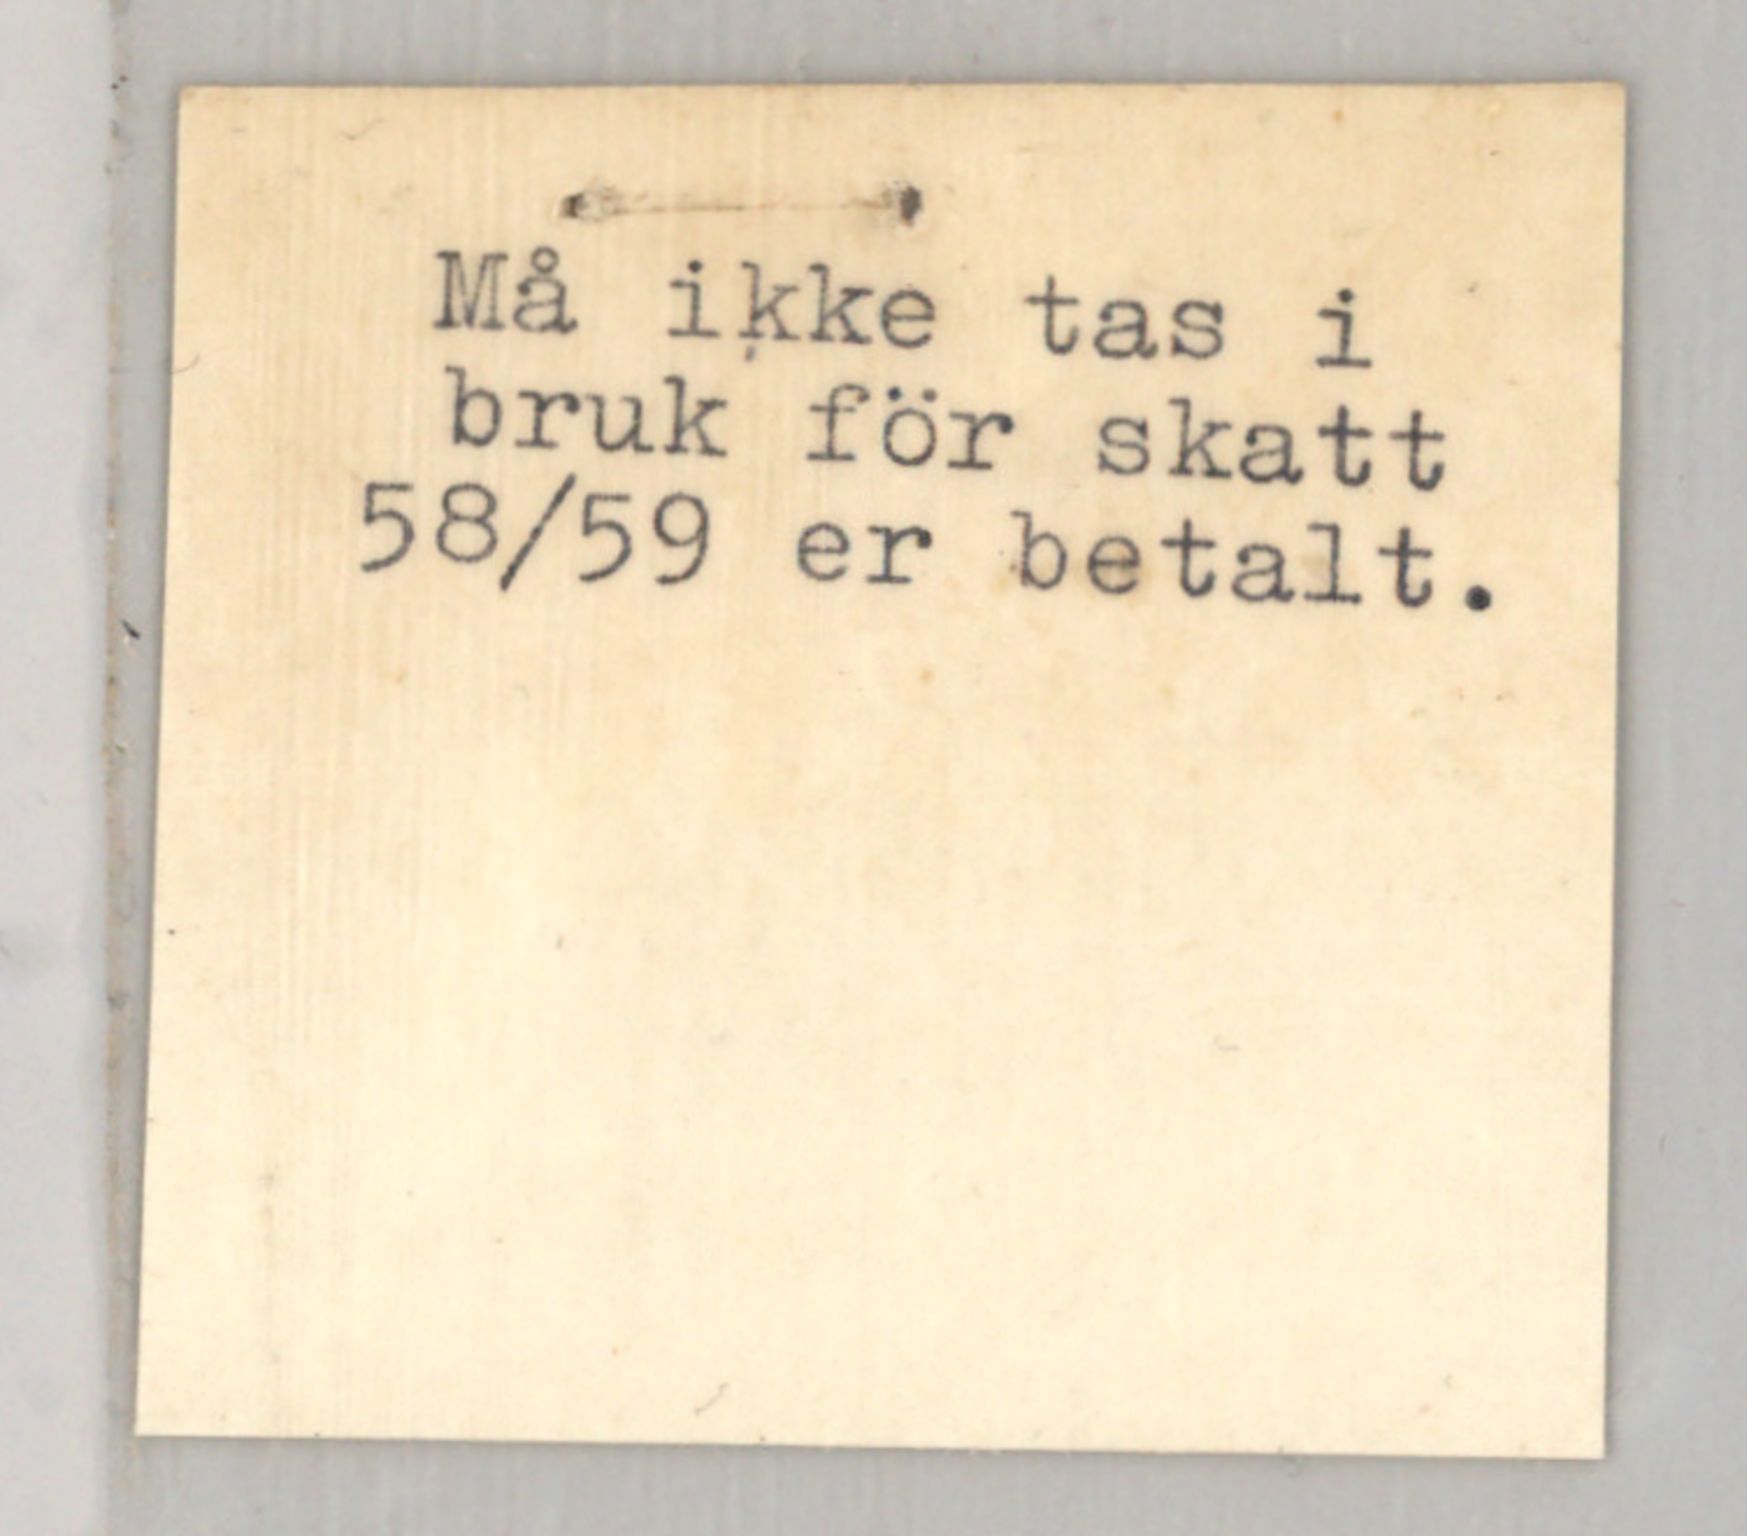 Må ikke tas i
bruk för skatt
58/59 er betalt.